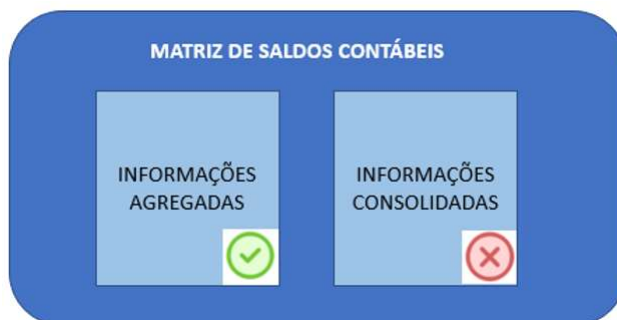 MATRIZ DE SALDOS CONTÁBEIS
INFORMAÇÕES
AGREGADAS
INFORMAÇÕES
CONSOLIDADAS